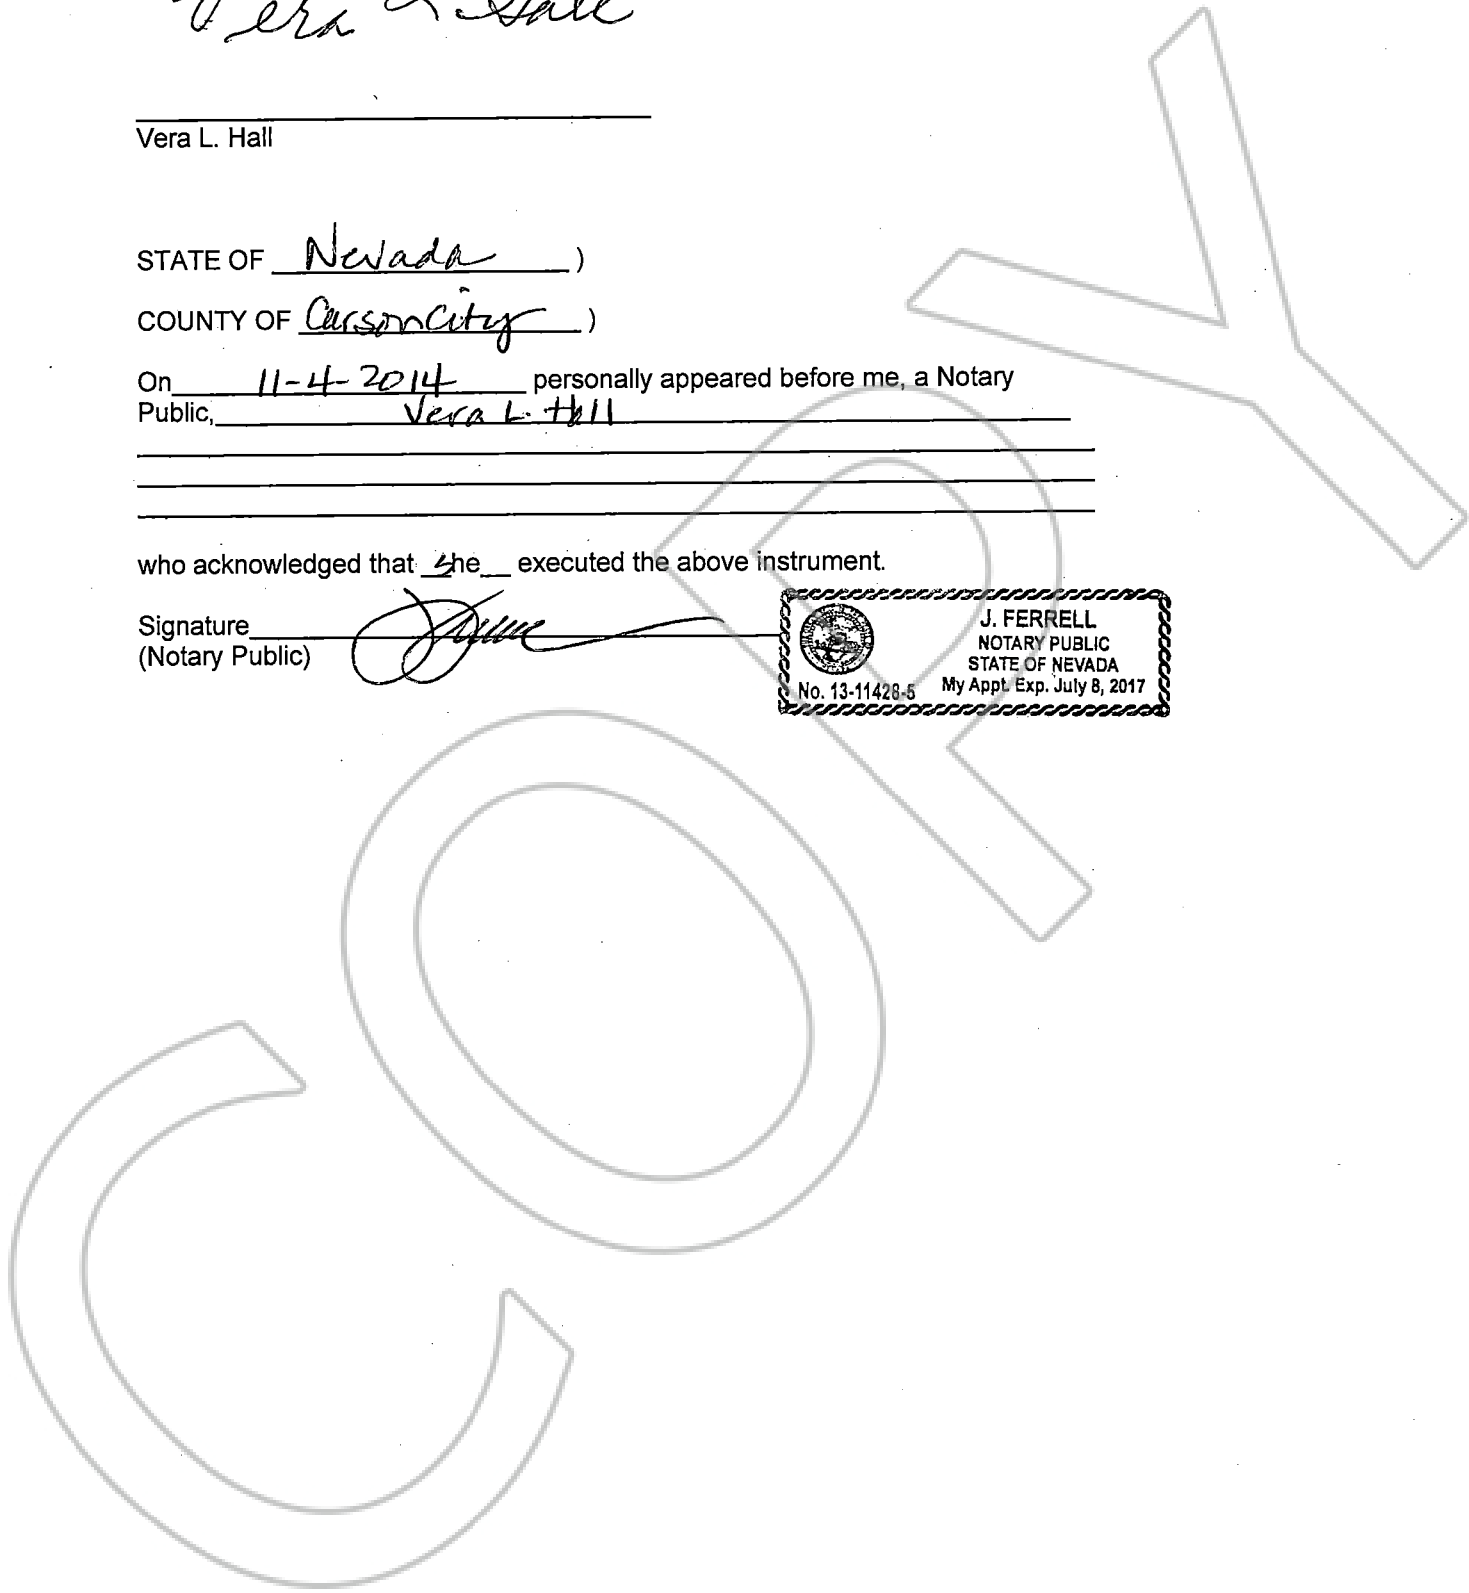 Vera L Hall
Vera L. Hall
STATE OF Nevada )
COUNTY OF Carson City )
On 11-4-2014 personally appeared before me, a Notary
Public, Vera L. Hall
who acknowledged that she executed the above instrument.
Signature
(Notary Public)
J. FERRELL
NOTARY PUBLIC
STATE OF NEVADA
No. 13-11428-5 My Appt. Exp. July 8, 2017
COPY